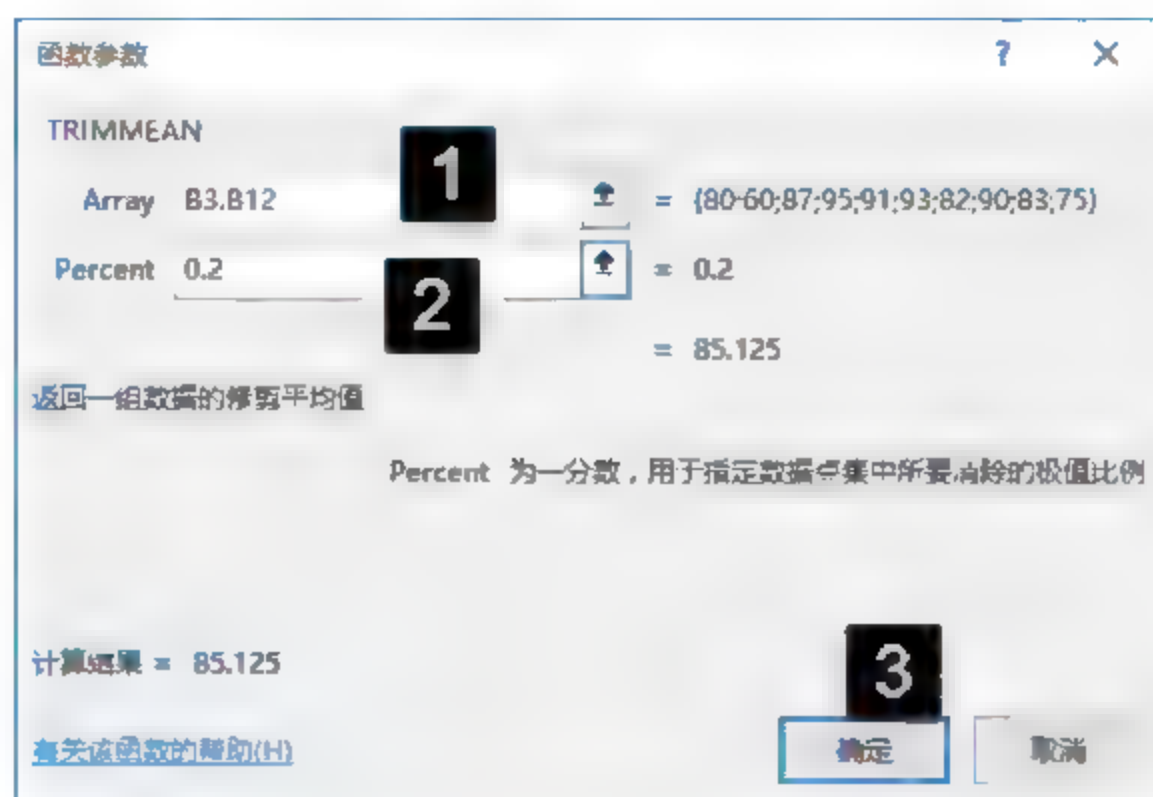 函数参数 ? ×
TRIMMEAN
1
Array B3.B12 = {80;60;87;95;91;93;82;90;83;75}
Percent 0.2 = 0.2
2
= 85.125
返回一组数据的修剪平均值
Percent 为一分数,用于指定数据点集中所要消除的极值比例
计算结果 = 85.125
3
有关该函数的帮助(H) 确定 取消